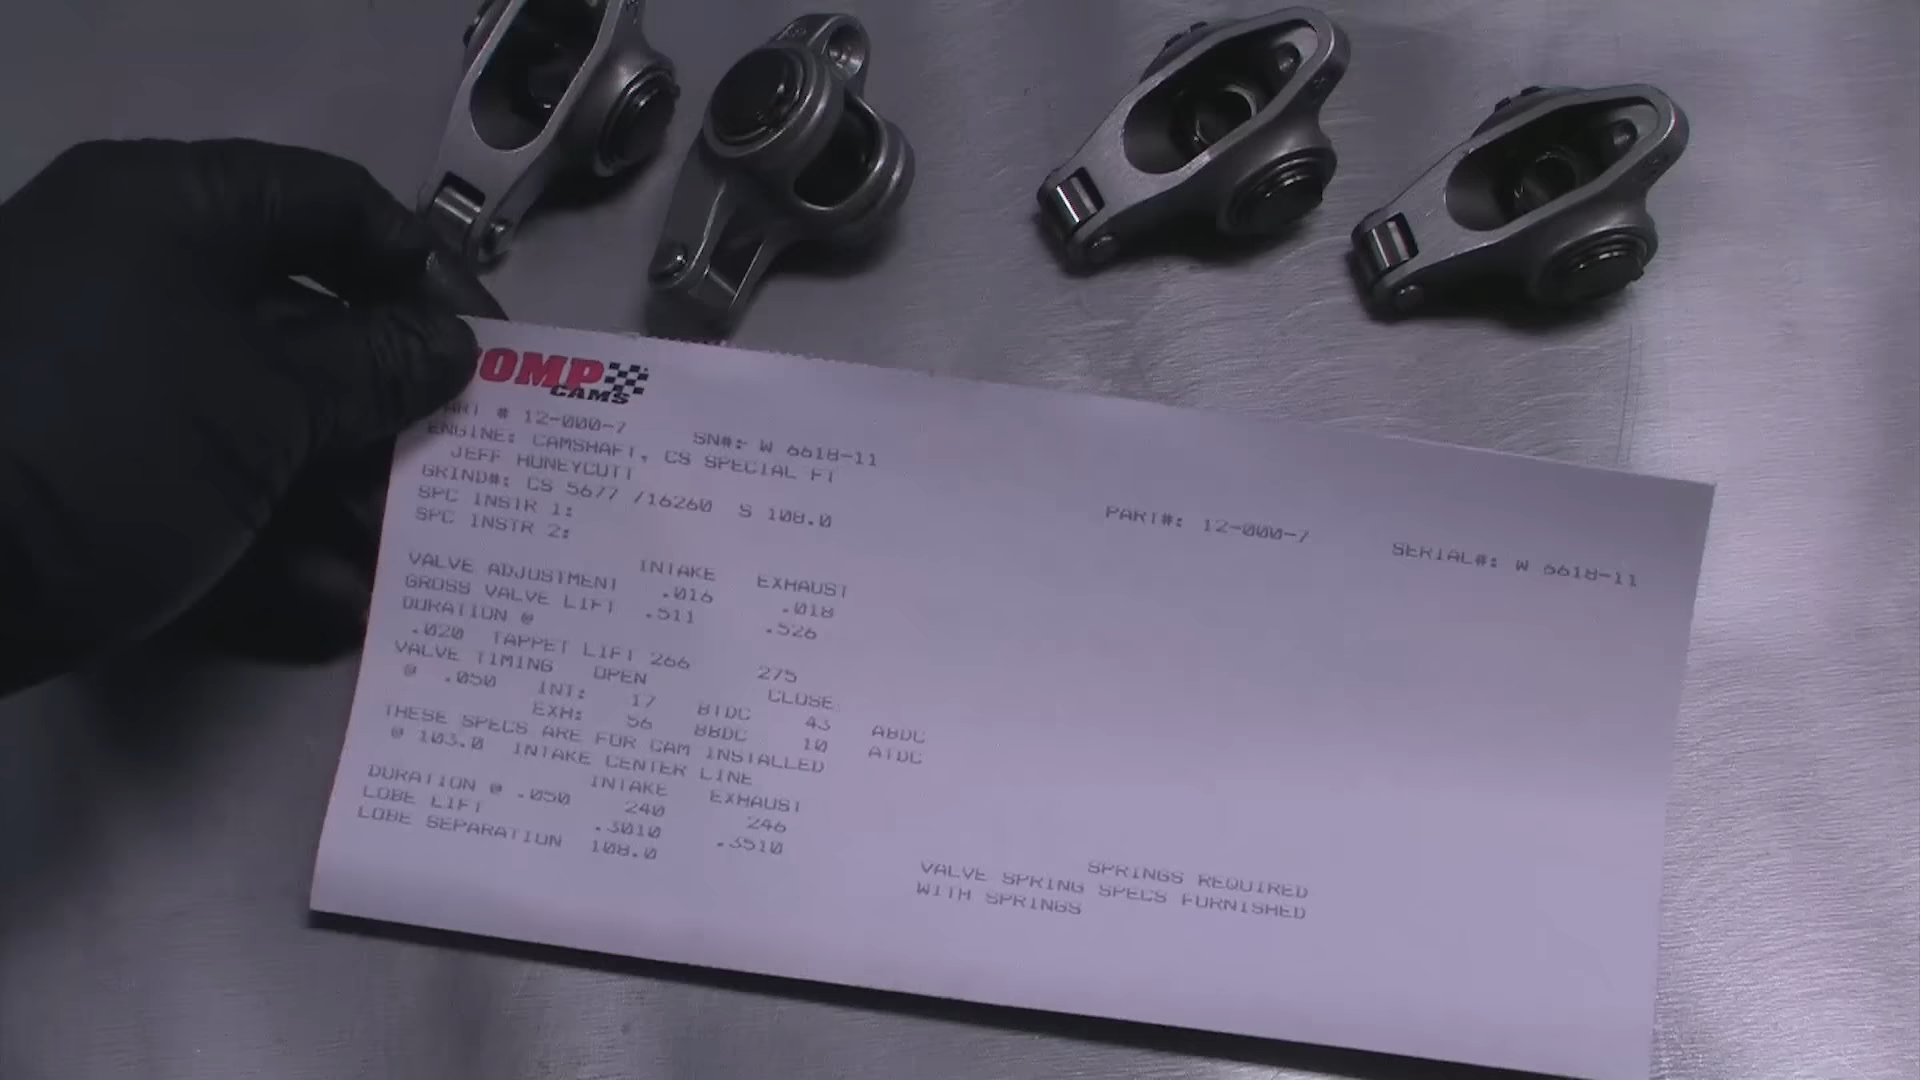 COMP
CAMS
PART # 12-000-7 SN#: W 6618-11
ENGINE: CAMSHAFT, CS SPECIAL FT
JEFF HUNEYCUTT
GRIND#: CS 5677 /16260 S 108.0
SPC INSTR 1:
SPC INSTR 2:
PART#: 12-000-7 SERIAL#: W 6618-11
INTAKE EXHAUST
VALVE ADJUSTMENT .016 .018
GROSS VALVE LIFT .511 .526
DURATION @
.020 TAPPET LIFT 266 275
VALVE TIMING OPEN CLOSE
@ .050 INT: 17 BTDC 43 ABDC
EXH: 56 BBDC 10 ATDC
THESE SPECS ARE FOR CAM INSTALLED
@ 103.0 INTAKE CENTER LINE
INTAKE EXHAUST
DURATION @ .050 240 246
LOBE LIFT .3010 .3510
LOBE SEPARATION 108.0
SPRINGS REQUIRED
VALVE SPRING SPECS FURNISHED
WITH SPRINGS